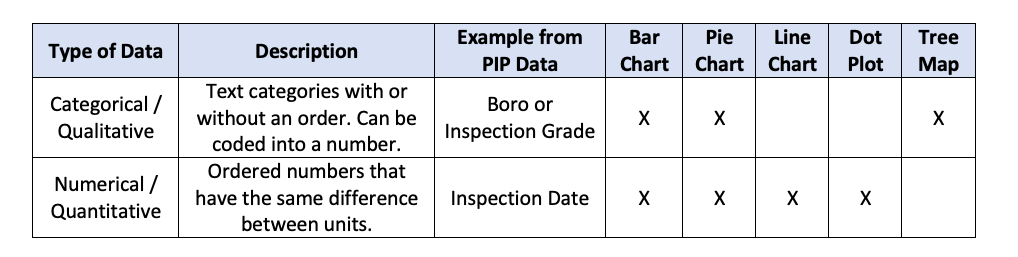 Type of Data
Description
Example from
PIP Data
Bar
Chart
Pie
Chart
Line
Chart
Dot
Plot
Tree
Map
Categorical /
Qualitative
Text categories with or
without an order. Can be
coded into a number.
Boro or
Inspection Grade
X
X
X
Numerical /
Quantitative
Ordered numbers that
have the same difference
between units.
Inspection Date
X
X
X
X